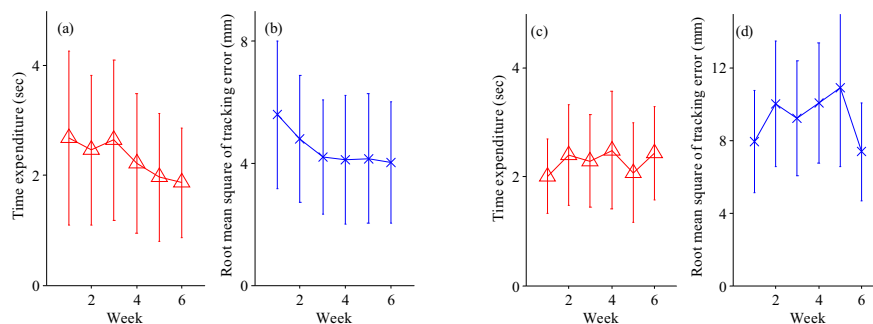 (a)
Time expenditure (sec)
4
2
0
2 4 6
Week
(b)
Root mean square of tracking error (mm)
8
4
0
2 4 6
Week
(c)
Time expenditure (sec)
4
2
0
2 4 6
Week
(d)
Root mean square of tracking error (mm)
12
8
4
0
2 4 6
Week